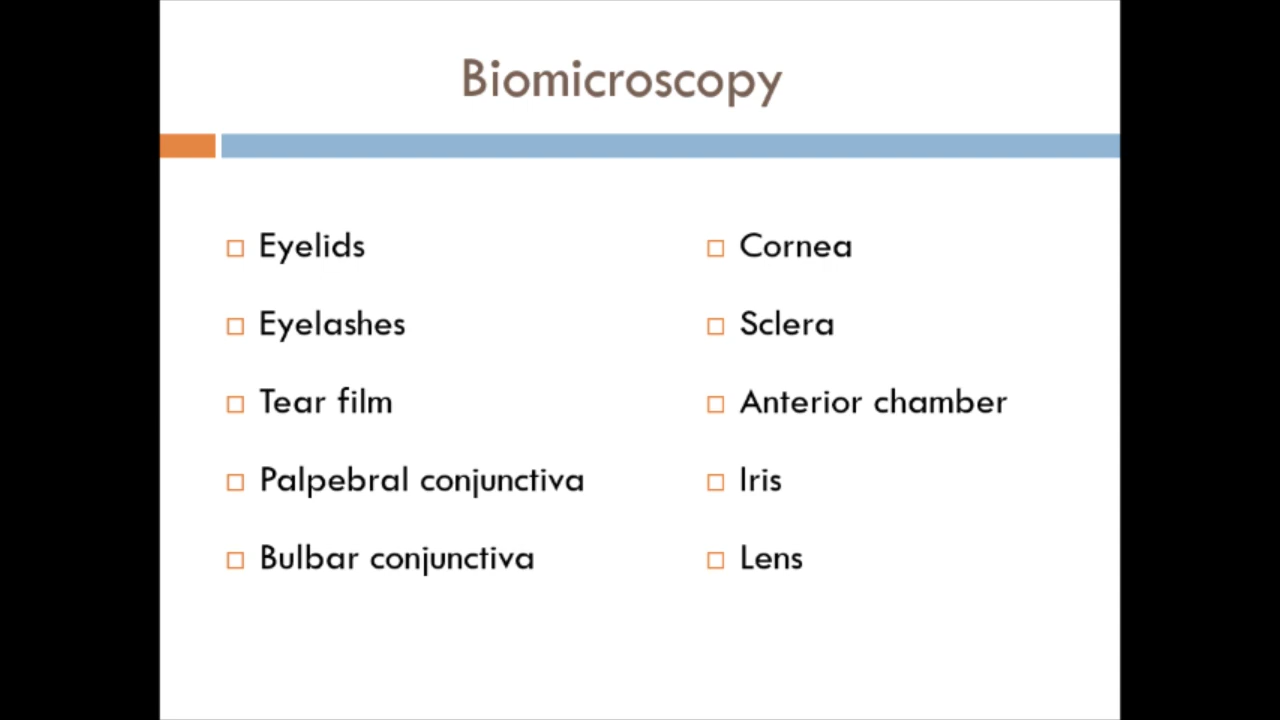 Biomicroscopy
Eyelids
Eyelashes
Tear film
Palpebral conjunctiva
Bulbar conjunctiva
Cornea
Sclera
Anterior chamber
Iris
Lens